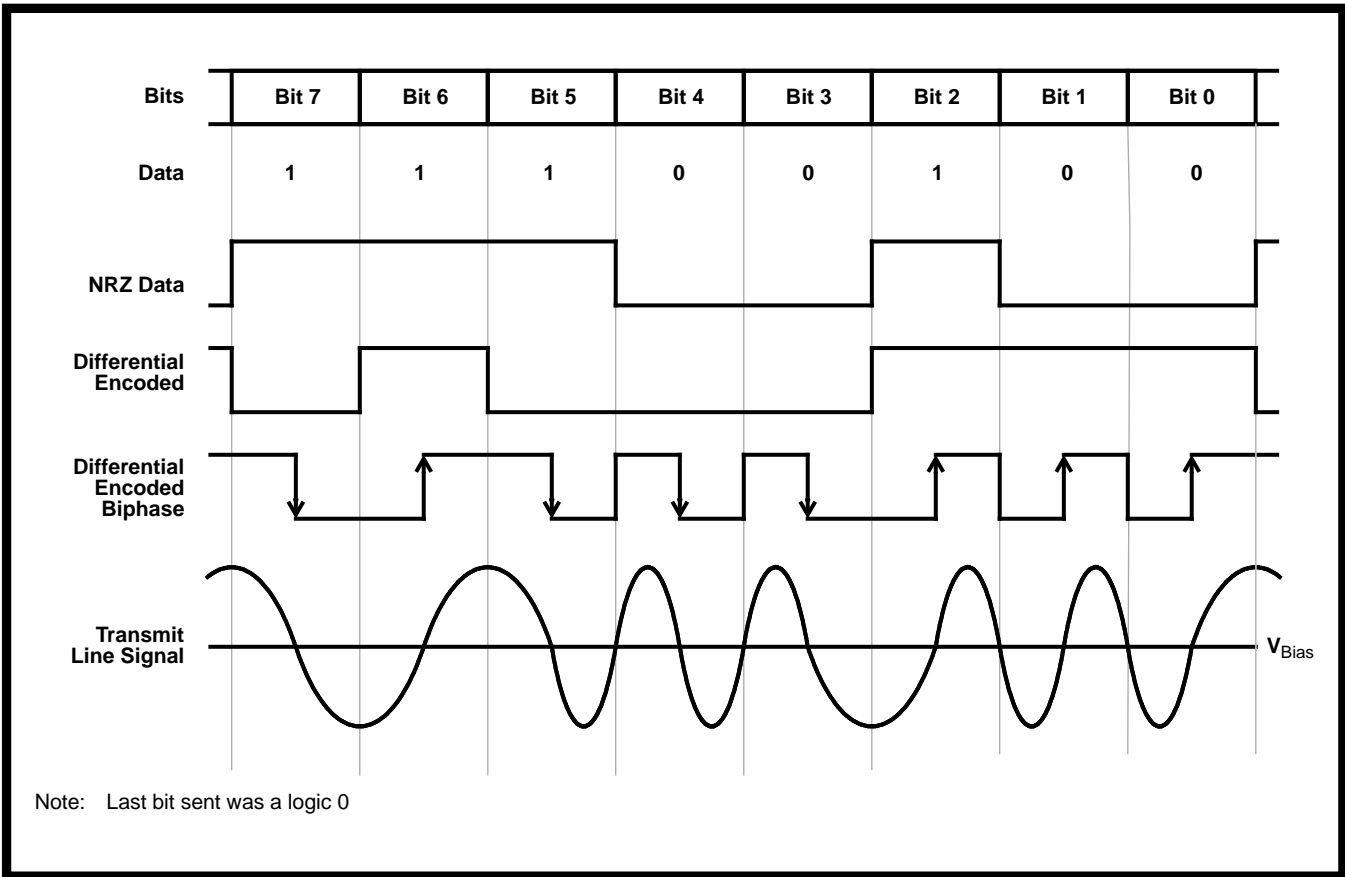 Bits Bit 7 Bit 6 Bit 5 Bit 4 Bit 3 Bit 2 Bit 1 Bit 0
Data 1 1 1 0 0 1 0 0
NRZ Data
Differential
Encoded
Differential
Encoded
Biphase
Transmit
Line Signal
VBias
Note: Last bit sent was a logic 0